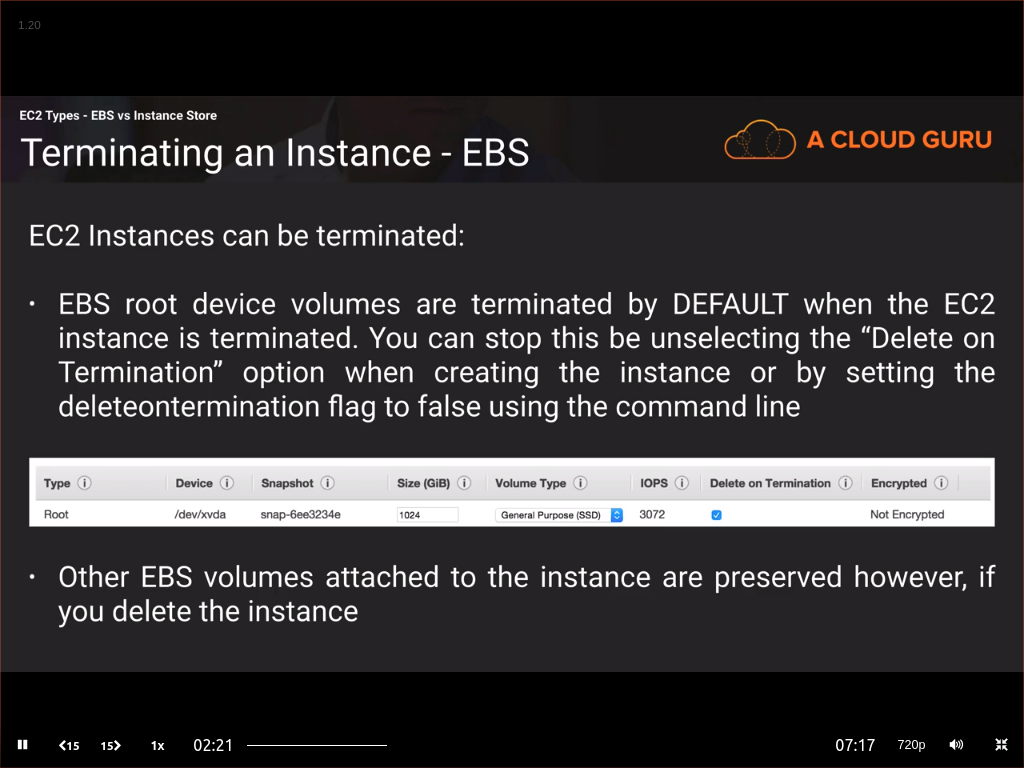 1.20
EC2 Types - EBS vs Instance Store
Terminating an Instance - EBS
A CLOUD GURU
EC2 Instances can be terminated:
• EBS root device volumes are terminated by DEFAULT when the EC2
instance is terminated. You can stop this be unselecting the “Delete on
Termination” option when creating the instance or by setting the
deleteontermination flag to false using the command line
Type Device Snapshot Size (GiB) Volume Type IOPS Delete on Termination Encrypted
Root /dev/xvda snap-6ee3234e 1024 General Purpose (SSD) 3072 Not Encrypted
• Other EBS volumes attached to the instance are preserved however, if
you delete the instance
15 15 1x 02:21 07:17 720p